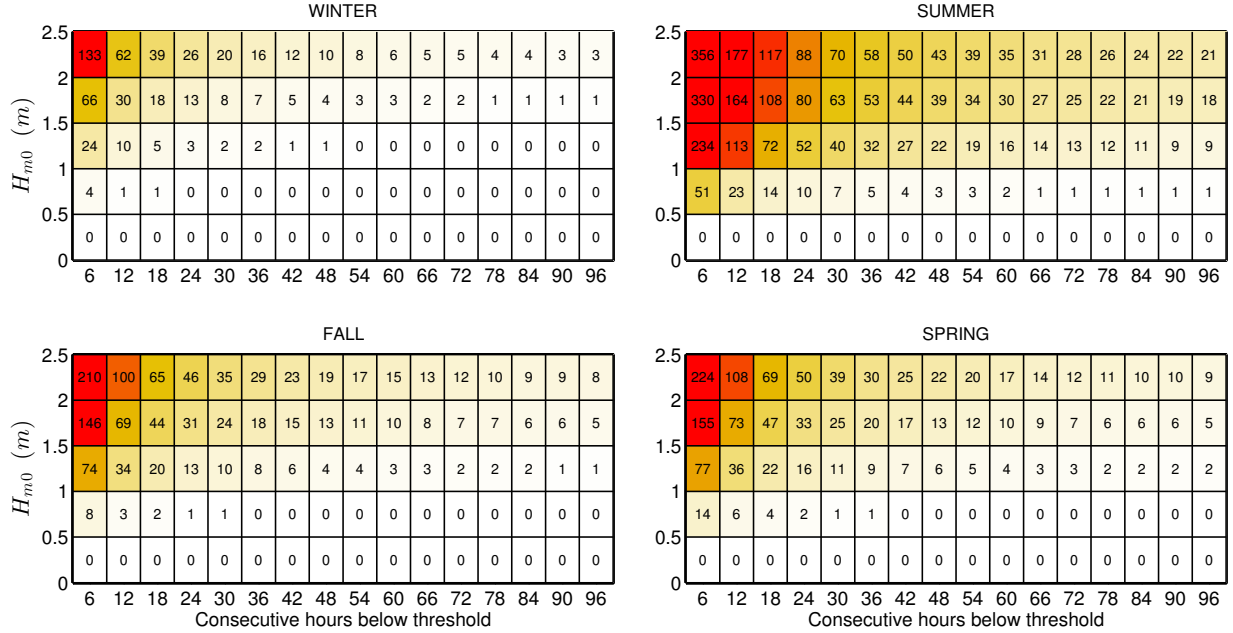 WINTER
2.5 133 62 39 26 20 16 12 10 8 6 5 5 4 4 3 3
2 66 30 18 13 8 7 5 4 3 3 2 2 1 1 1 1
1.5 24 10 5 3 2 2 1 1 0 0 0 0 0 0 0 0
1 4 1 1 0 0 0 0 0 0 0 0 0 0 0 0 0
0.5 0 0 0 0 0 0 0 0 0 0 0 0 0 0 0 0
0
6 12 18 24 30 36 42 48 54 60 66 72 78 84 90 96
H_{m0} (m)
SUMMER
2.5 356 177 117 88 70 58 50 43 39 35 31 28 26 24 22 21
2 330 164 108 80 63 53 44 39 34 30 27 25 22 21 19 18
1.5 234 113 72 52 40 32 27 22 19 16 14 13 12 11 9 9
1 51 23 14 10 7 5 4 3 3 2 1 1 1 1 1 1
0.5 0 0 0 0 0 0 0 0 0 0 0 0 0 0 0 0
0
6 12 18 24 30 36 42 48 54 60 66 72 78 84 90 96
FALL
2.5 210 100 65 46 35 29 23 19 17 15 13 12 10 9 9 8
2 146 69 44 31 24 18 15 13 11 10 8 7 7 6 6 5
1.5 74 34 20 13 10 8 6 4 4 3 3 2 2 2 1 1
1 8 3 2 1 1 0 0 0 0 0 0 0 0 0 0 0
0.5 0 0 0 0 0 0 0 0 0 0 0 0 0 0 0 0
0
6 12 18 24 30 36 42 48 54 60 66 72 78 84 90 96
H_{m0} (m)
Consecutive hours below threshold
SPRING
2.5 224 108 69 50 39 30 25 22 20 17 14 12 11 10 10 9
2 155 73 47 33 25 20 17 13 12 10 9 7 6 6 6 5
1.5 77 36 22 16 11 9 7 6 5 4 3 3 2 2 2 2
1 14 6 4 2 1 1 0 0 0 0 0 0 0 0 0 0
0.5 0 0 0 0 0 0 0 0 0 0 0 0 0 0 0 0
0
6 12 18 24 30 36 42 48 54 60 66 72 78 84 90 96
Consecutive hours below threshold